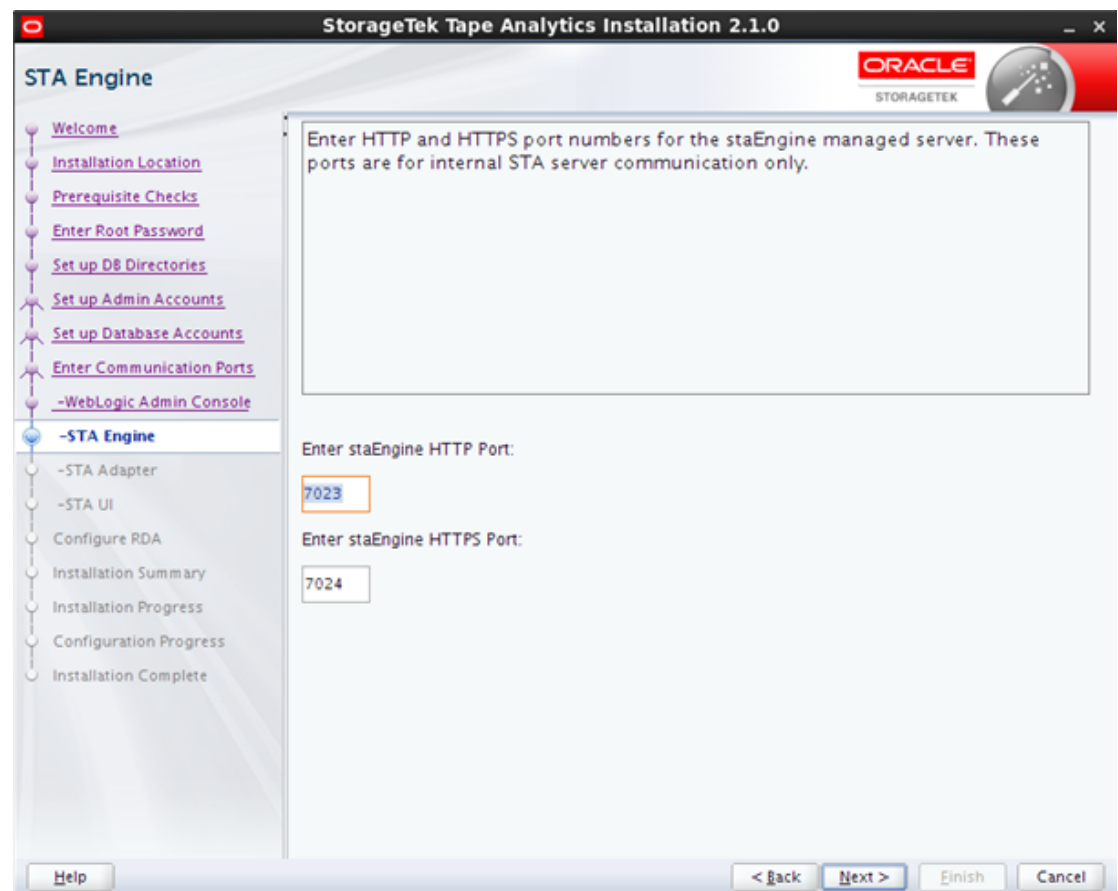 StorageTek Tape Analytics Installation 2.1.0
STA Engine
ORACLE
STORAGETEK
Welcome
Installation Location
Prerequisite Checks
Enter Root Password
Set up DB Directories
Set up Admin Accounts
Set up Database Accounts
Enter Communication Ports
-WebLogic Admin Console
-STA Engine
-STA Adapter
-STA UI
Configure RDA
Installation Summary
Installation Progress
Configuration Progress
Installation Complete
Enter HTTP and HTTPS port numbers for the staEngine managed server. These
ports are for internal STA server communication only.
Enter staEngine HTTP Port:
7023
Enter staEngine HTTPS Port:
7024
Help
< Back
Next >
Finish
Cancel